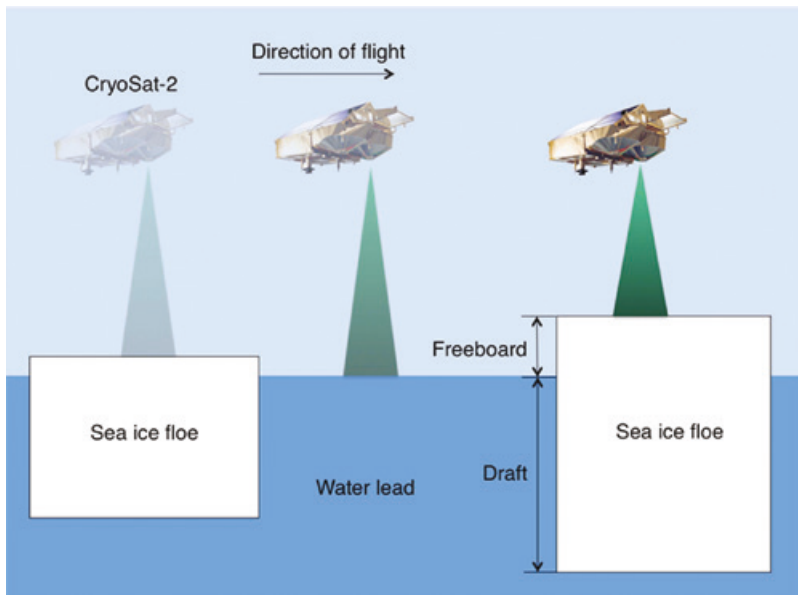 Direction of flight
CryoSat-2
Freeboard
Sea ice floe
Sea ice floe
Draft
Water lead